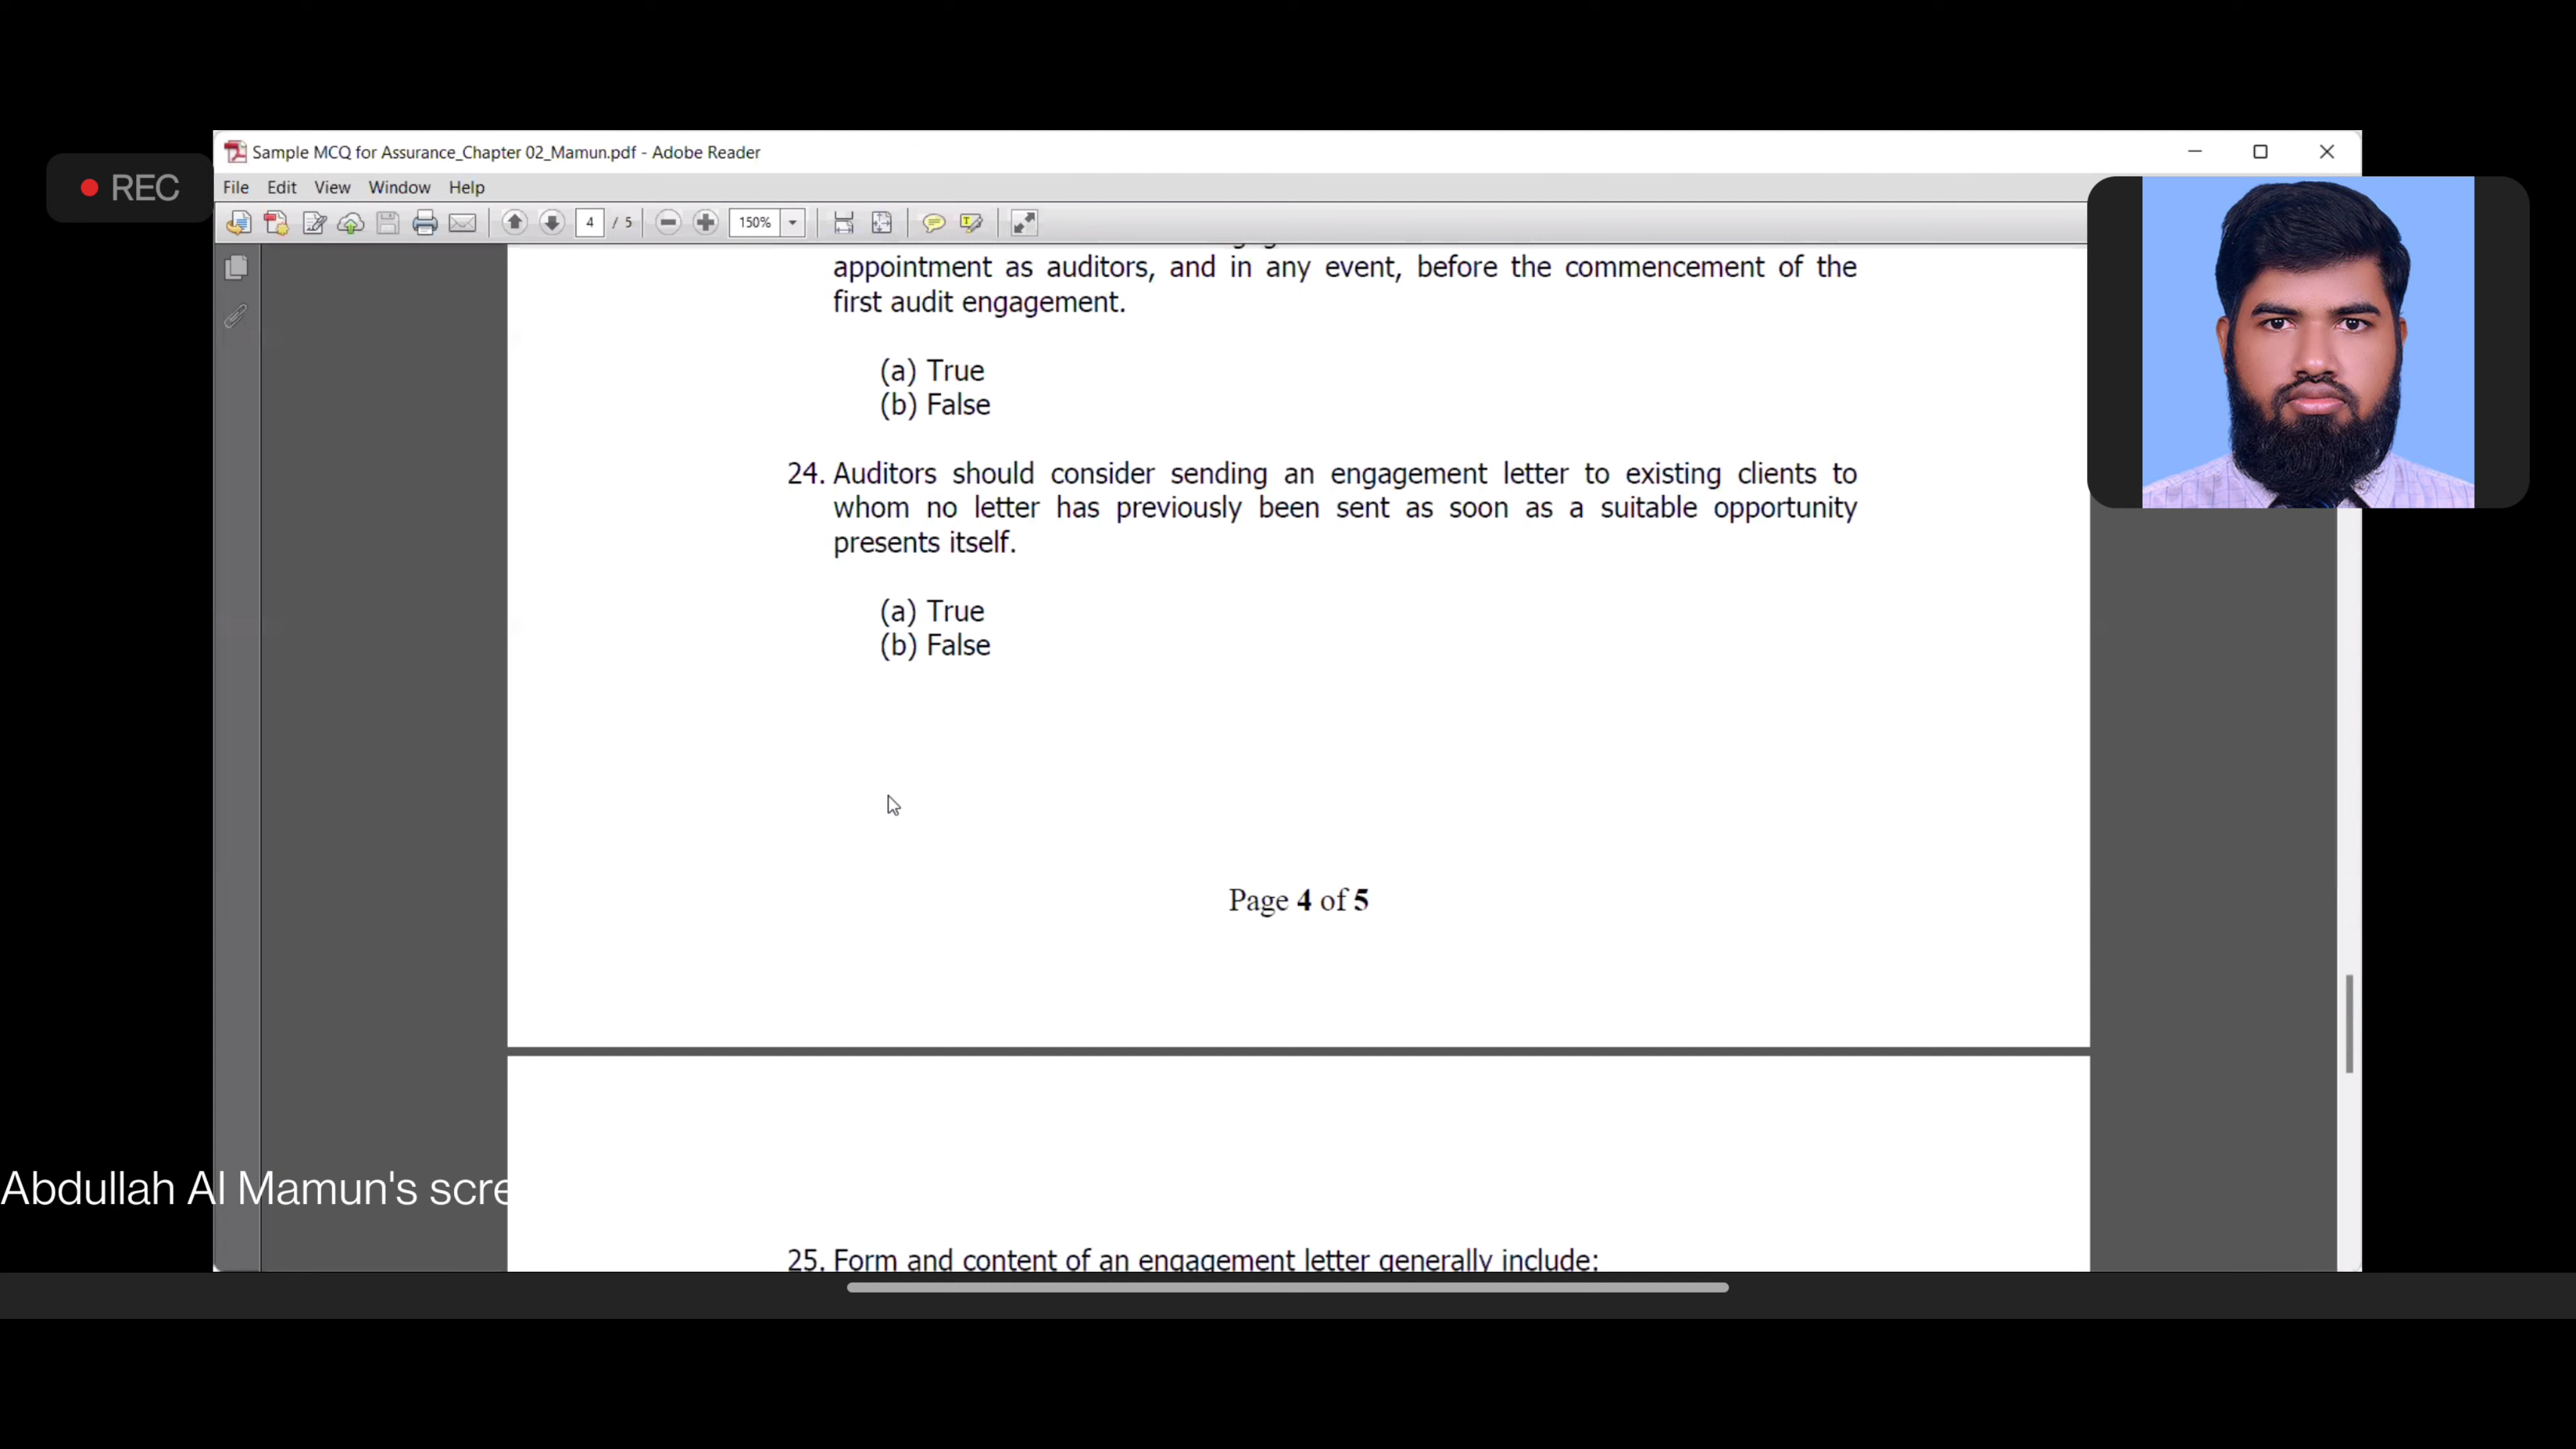 Sample MCQ for Assurance_Chapter 02_Mamun.pdf - Adobe Reader
REC
File Edit View Window Help
4 / 5 150%
appointment as auditors, and in any event, before the commencement of the
first audit engagement.
(a) True
(b) False
24. Auditors should consider sending an engagement letter to existing clients to
whom no letter has previously been sent as soon as a suitable opportunity
presents itself.
(a) True
(b) False
Page 4 of 5
Abdullah Al Mamun's scre
25. Form and content of an engagement letter generally include: